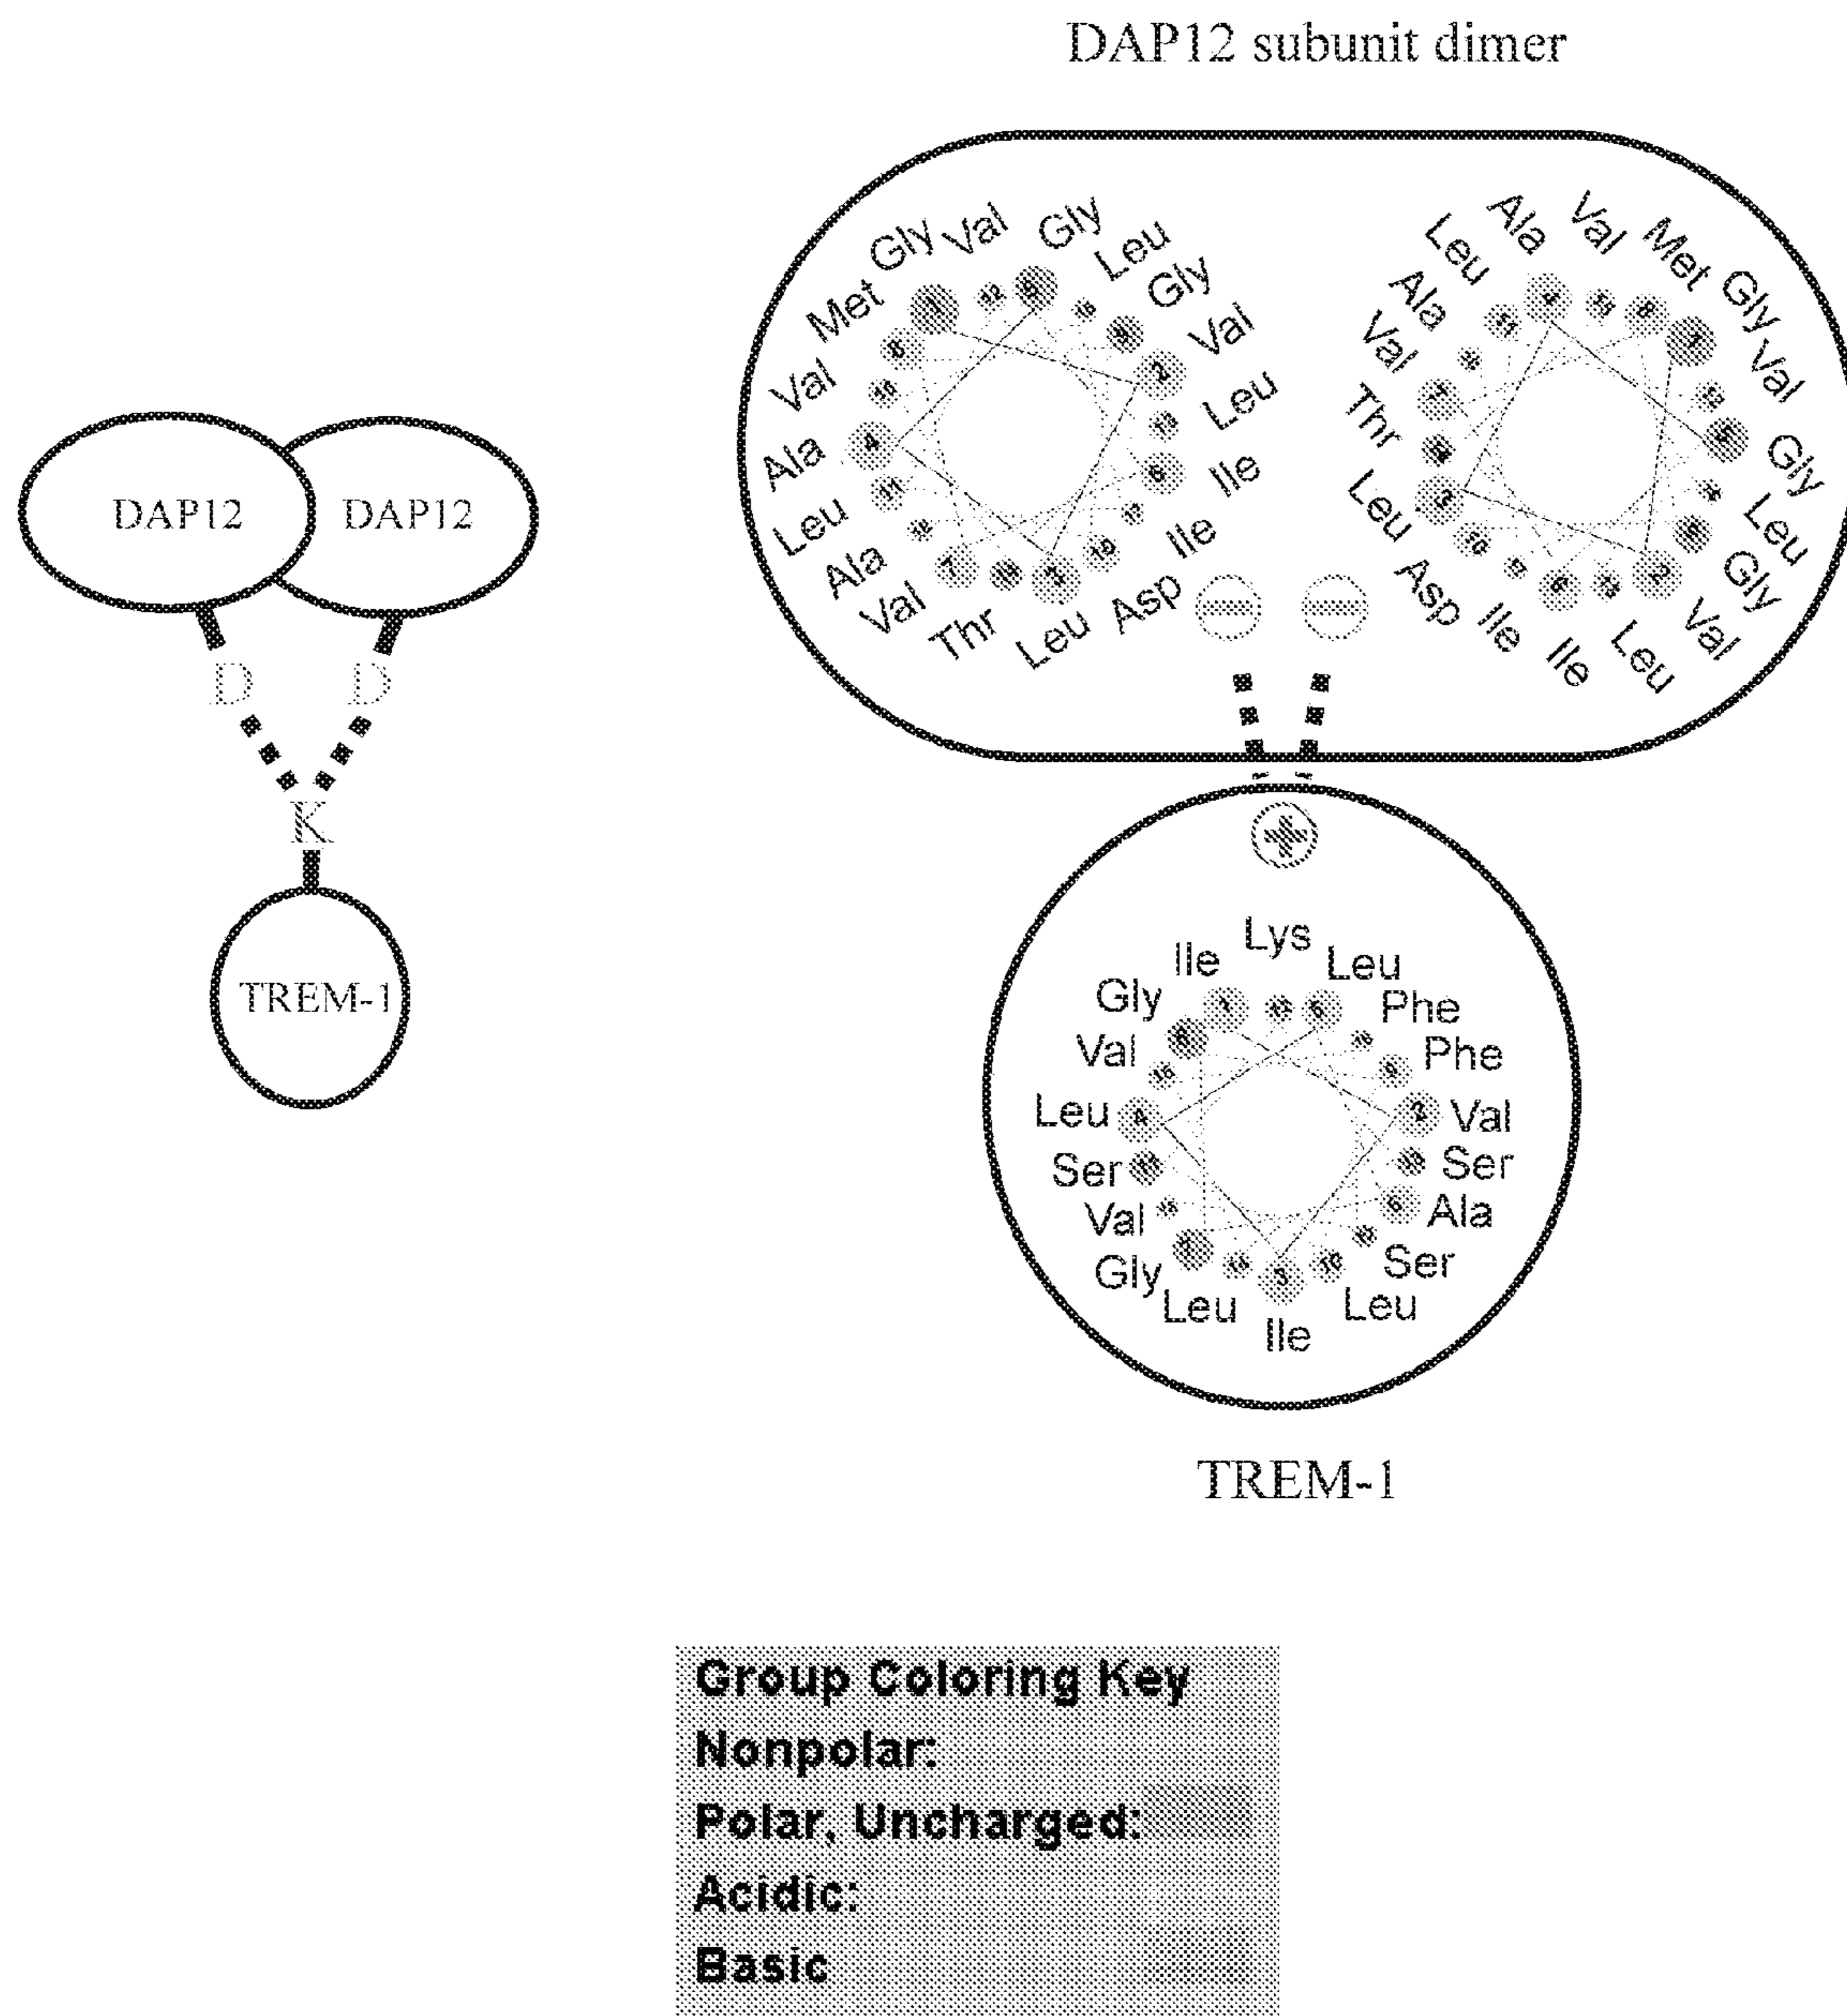 DAP12 subunit dimer
DAP12
DAP12
D
D
K
TREM-1
Met
Gly
Val
Gly
Leu
Gly
Val
Leu
Ile
Ile
Asp
Leu
Thr
Val
Ala
Leu
Ala
Val
Leu
Ala
Val
Met
Gly
Val
Gly
Leu
Gly
Val
Leu
Ile
Ile
Asp
Leu
Thr
Val
Ala
Lys
Leu
Phe
Phe
Val
Ser
Ala
Ser
Leu
Ile
Leu
Gly
Val
Ser
Leu
Val
Gly
Ile
TREM-1
Group Coloring Key
Nonpolar:
Polar, Uncharged:
Acidic:
Basic